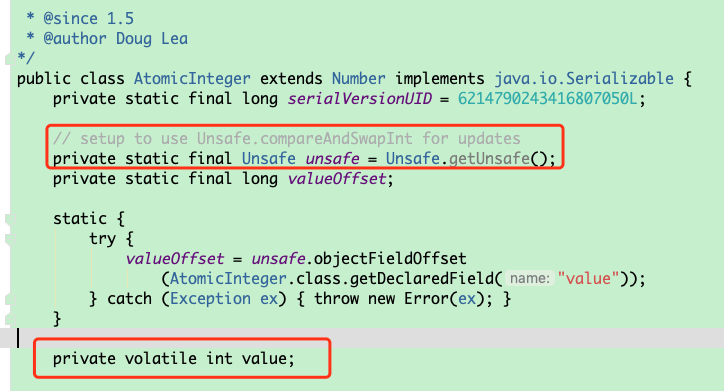 * @since 1.5
* @author Doug Lea
*/
public class AtomicInteger extends Number implements java.io.Serializable {
private static final long serialVersionUID = 6214790243416807050L;
// setup to use Unsafe.compareAndSwapInt for updates
private static final Unsafe unsafe = Unsafe.getUnsafe();
private static final long valueOffset;
static {
try {
valueOffset = unsafe.objectFieldOffset
(AtomicInteger.class.getDeclaredField( name: "value"));
} catch (Exception ex) { throw new Error(ex); }
}
private volatile int value;